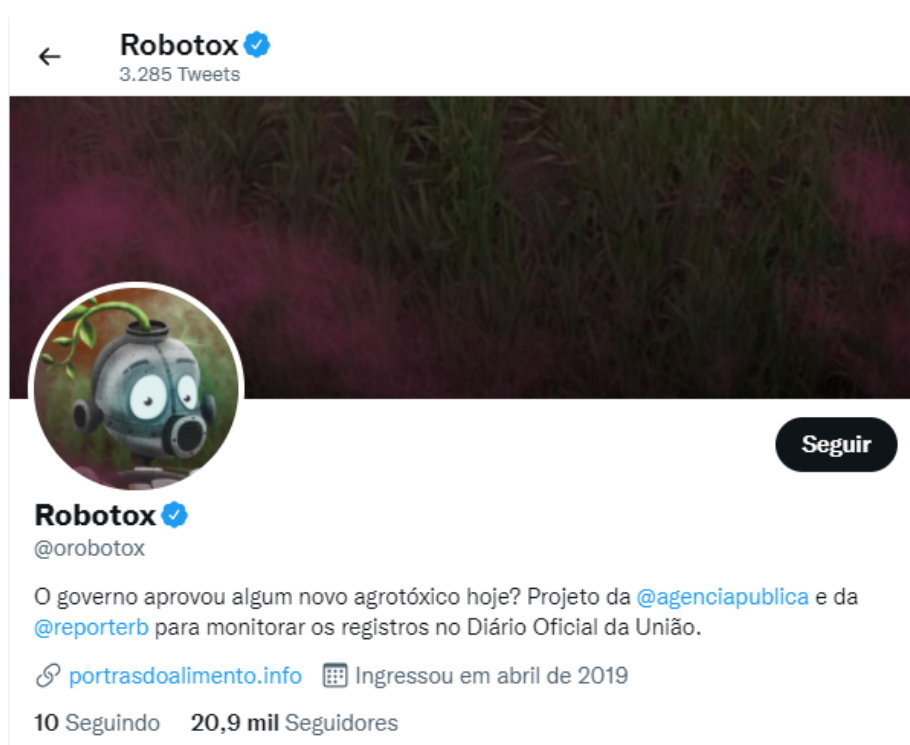 Robotox
3.285 Tweets
Seguir
Robotox
@orobotox
O governo aprovou algum novo agrotóxico hoje? Projeto da @agenciapublica e da
@reporterb para monitorar os registros no Diário Oficial da União.
portrasdoalimento.info Ingressou em abril de 2019
10 Seguindo 20,9 mil Seguidores